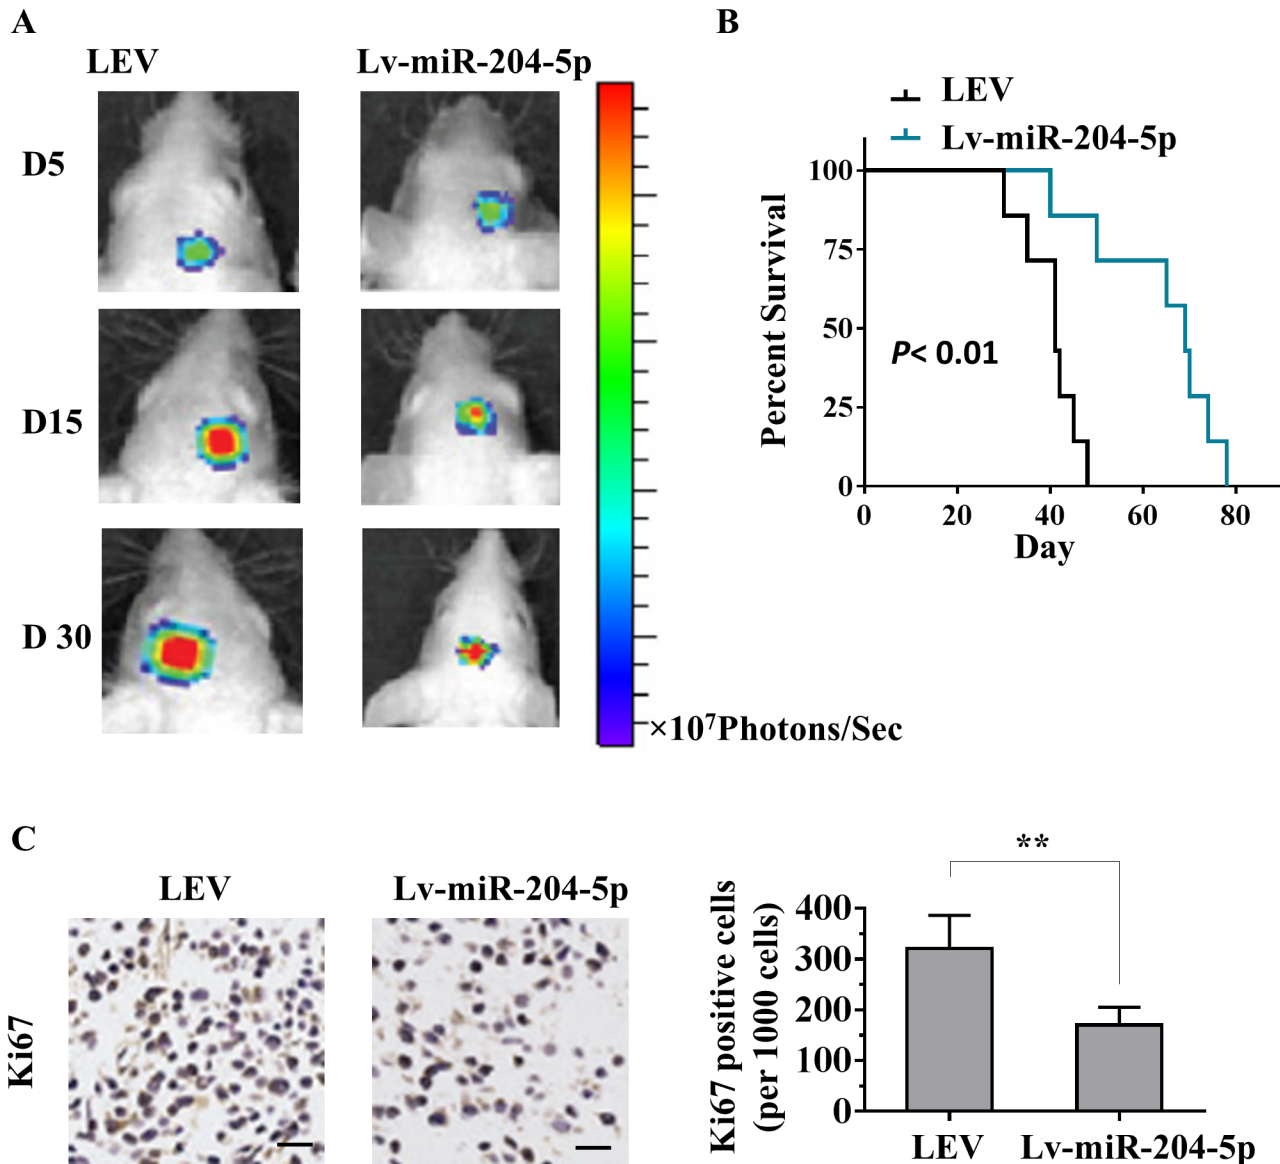 A
LEV
Lv-miR-204-5p
D5
D15
D 30
×10⁷Photons/Sec
B
LEV
Lv-miR-204-5p
Percent Survival
100
75
50
25
0
P< 0.01
0 20 40 60 80
Day
C
LEV
Lv-miR-204-5p
Ki67
Ki67 positive cells
(per 1000 cells)
400
300
200
100
0
**
LEV
Lv-miR-204-5p